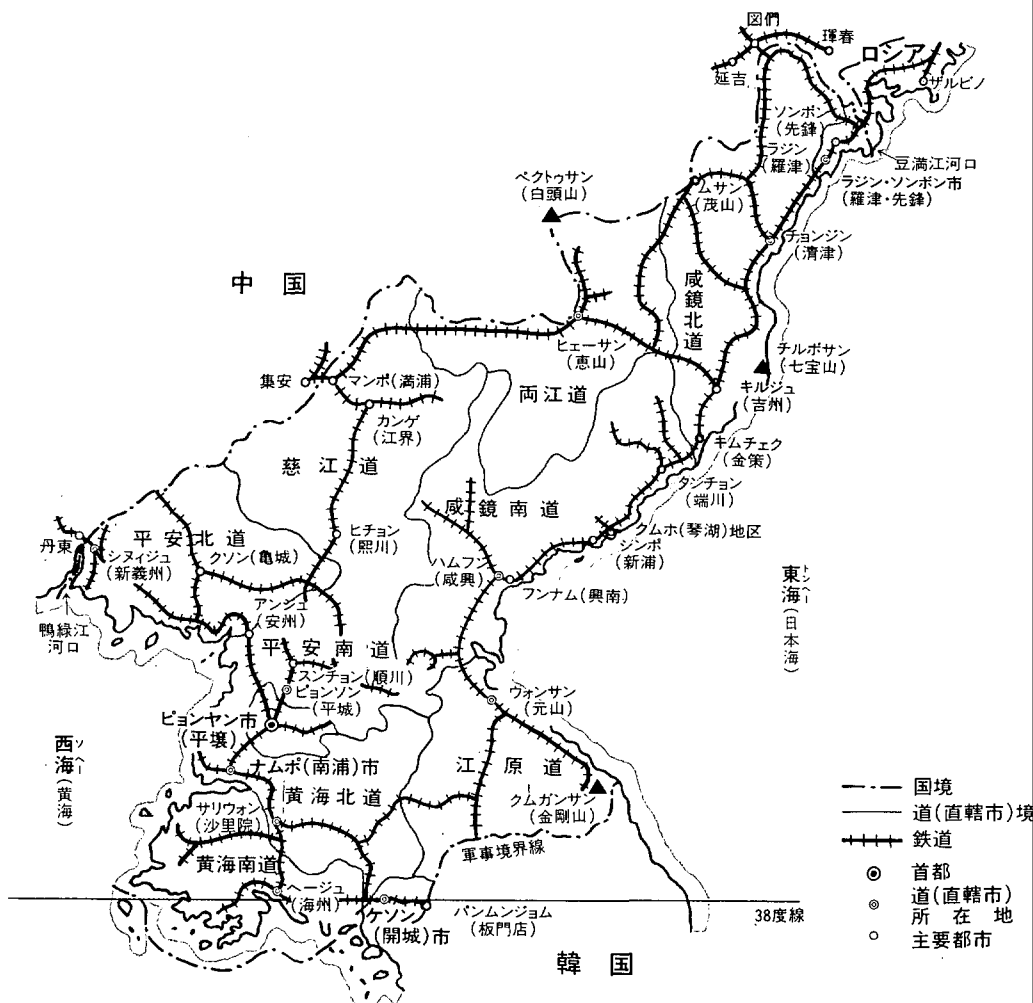 図們
琿春
ロシア
延吉
ザルビノ
ソンボン
(先鋒)
ラジン
(羅津)
豆満江河口
ラジン・ソンボン市
(羅津・先鋒)
ペクトゥサン
(白頭山)
ムサン
(茂山)
チョンジン
(清津)
中国
咸鏡北道
ヒェーサン
(恵山)
チルボサン
(七宝山)
集安
マンポ(満浦)
両江道
キルジュ
(吉州)
カンゲ
(江界)
慈江道
キムチェク
(金策)
タンチョン
(端川)
咸鏡南道
クムホ(琴湖)地区
シンポ
(新浦)
平安北道
ヒチョン
(熙川)
丹東
シヌィジュ
(新義州)
クソン(亀城)
ハムフン
(咸興)
フンナム(興南)
東海(日本海)
トンヘー
アンジュ
(安州)
鴨緑江
河口
平安南道
スンチョン(順川)
ピョンソン
(平城)
ウォンサン
(元山)
ピョンヤン市
(平壌)
西海(黄海)
ソヘー
ナムポ(南浦)市
江原道
黄海北道
クムガンサン
(金剛山)
サリウォン
(沙里院)
軍事境界線
黄海南道
ヘージュ
(海州)
ケソン
(開城)市
パンムンジョム
(板門店)
38度線
韓国
国境
道(直轄市)境
鉄道
首都
道(直轄市)
所在地
主要都市